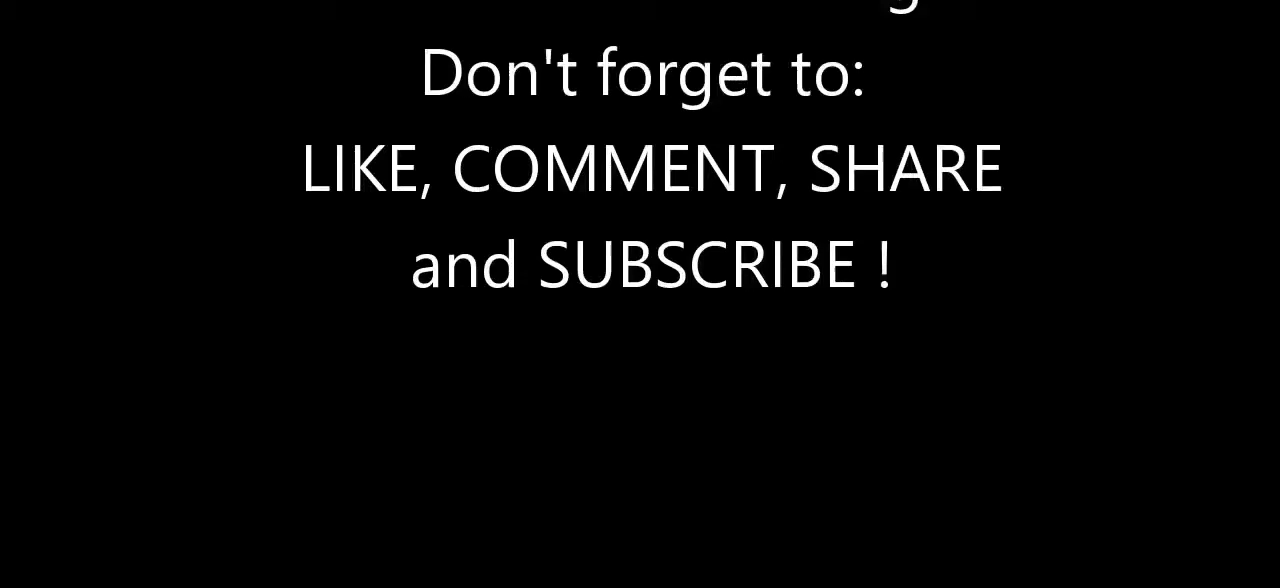 Don't forget to:
LIKE, COMMENT, SHARE
and SUBSCRIBE !